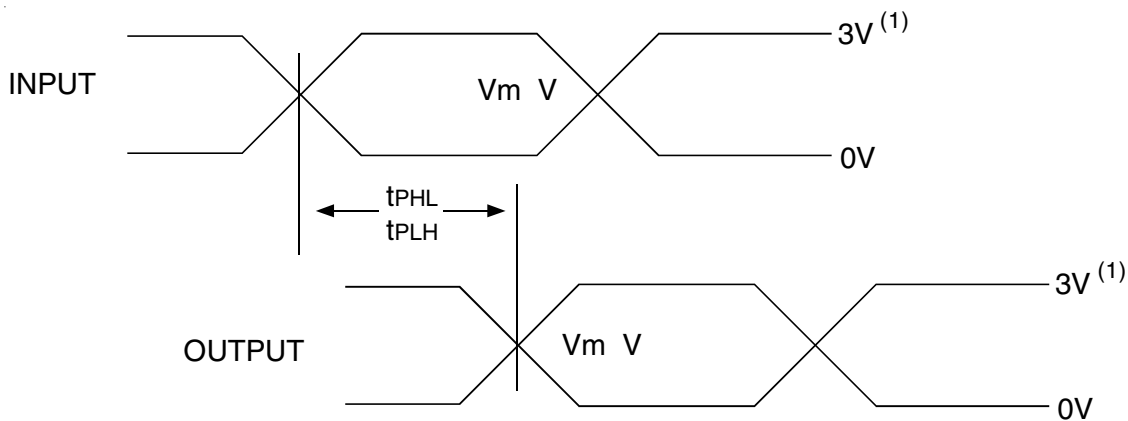 3V (1)
INPUT
Vm V
0V
tPHL
tPLH
3V (1)
OUTPUT
Vm V
0V